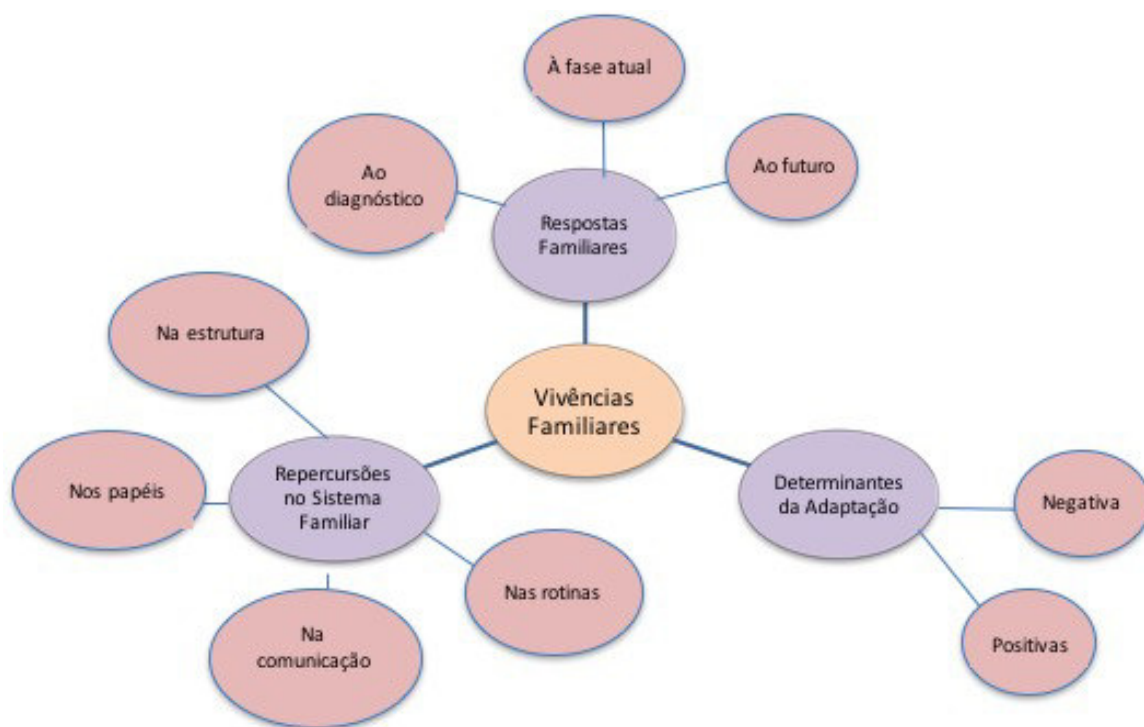 À fase atual
Ao
diagnóstico
Ao futuro
Respostas
Familiares
Na estrutura
Vivências
Familiares
Nos papéis
Repercursões
no Sistema
Familiar
Determinantes
da Adaptação
Negativa
Nas rotinas
Na
comunicação
Positivas